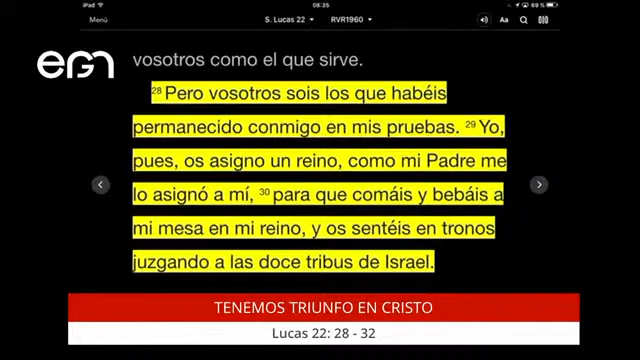 iPad
08:35
69 %
Menú
S. Lucas 22
RVR1960
Aa
EGN
vosotros como el que sirve.
28 Pero vosotros sois los que habéis
permanecido conmigo en mis pruebas. 29 Yo,
pues, os asigno un reino, como mi Padre me
lo asignó a mí, 30 para que comáis y bebáis a
mi mesa en mi reino, y os sentéis en tronos
juzgando a las doce tribus de Israel.
TENEMOS TRIUNFO EN CRISTO
Lucas 22: 28 - 32